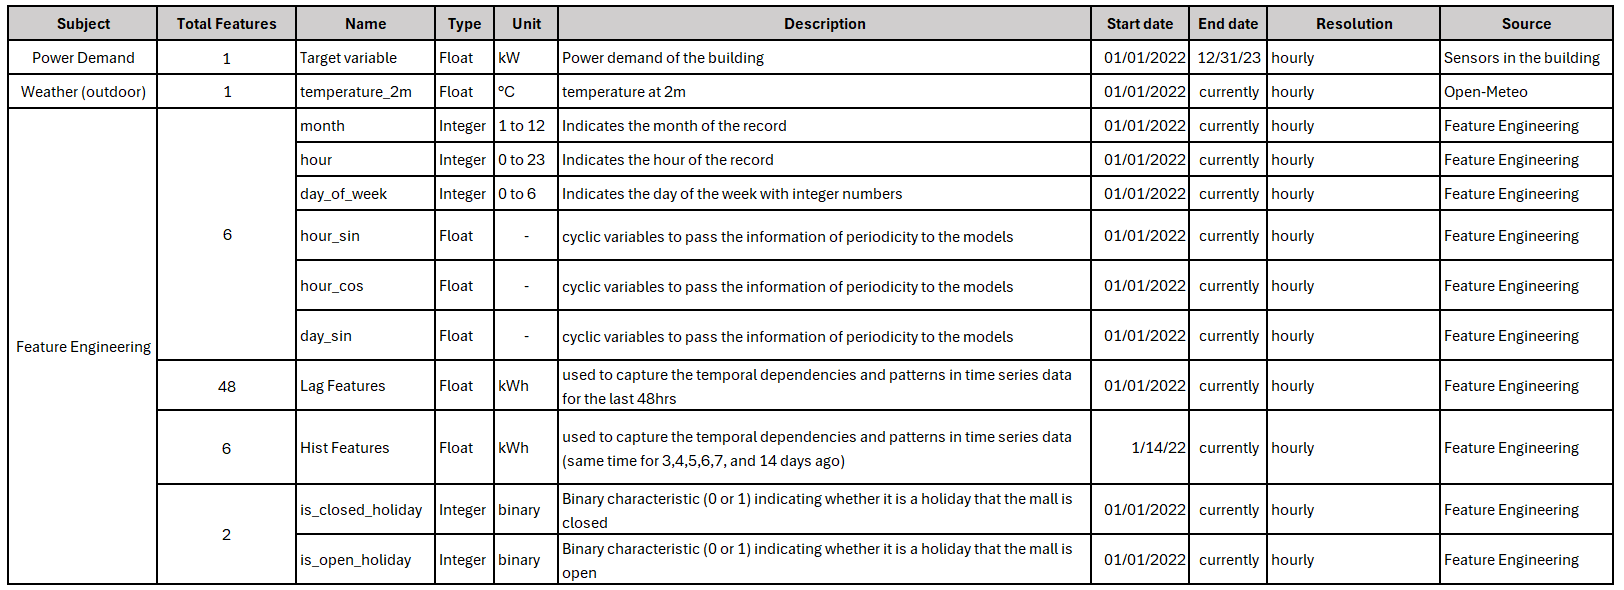 Subject Total Features Name Type Unit Description Start date End date Resolution Source
Power Demand 1 Target variable Float kW Power demand of the building 01/01/2022 12/31/23 hourly Sensors in the building
Weather (outdoor) 1 temperature_2m Float °C temperature at 2m 01/01/2022 currently hourly Open-Meteo
month Integer 1 to 12 Indicates the month of the record 01/01/2022 currently hourly Feature Engineering
hour Integer 0 to 23 Indicates the hour of the record 01/01/2022 currently hourly Feature Engineering
day_of_week Integer 0 to 6 Indicates the day of the week with integer numbers 01/01/2022 currently hourly Feature Engineering
6 hour_sin Float - cyclic variables to pass the information of periodicity to the models 01/01/2022 currently hourly Feature Engineering
hour_cos Float - cyclic variables to pass the information of periodicity to the models 01/01/2022 currently hourly Feature Engineering
Feature Engineering day_sin Float - cyclic variables to pass the information of periodicity to the models 01/01/2022 currently hourly Feature Engineering
48 Lag Features Float kWh used to capture the temporal dependencies and patterns in time series data
for the last 48hrs 01/01/2022 currently hourly Feature Engineering
6 Hist Features Float kWh used to capture the temporal dependencies and patterns in time series data
(same time for 3,4,5,6,7, and 14 days ago) 1/14/22 currently hourly Feature Engineering
2 is_closed_holiday Integer binary Binary characteristic (0 or 1) indicating whether it is a holiday that the mall is
closed 01/01/2022 currently hourly Feature Engineering
is_open_holiday Integer binary Binary characteristic (0 or 1) indicating whether it is a holiday that the mall is
open 01/01/2022 currently hourly Feature Engineering